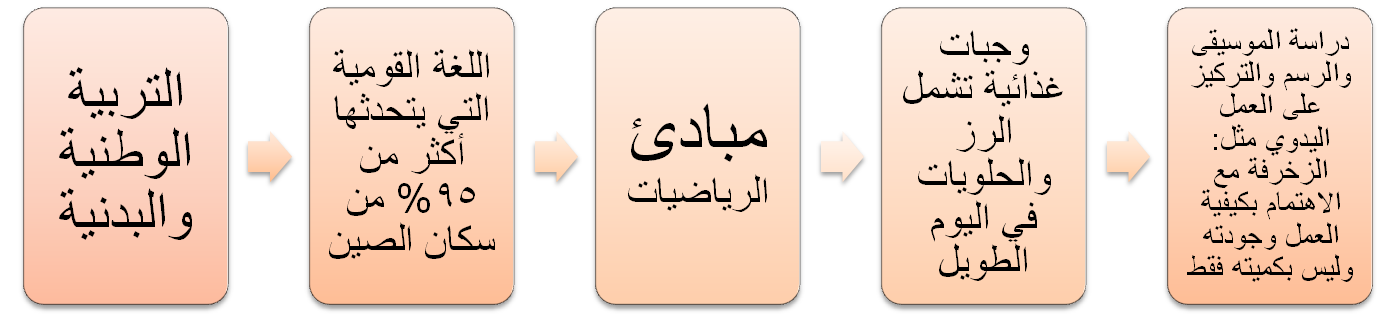 التربية
الوطنية
والبدنية
اللغة القومية
التي يتحدثها
أكثر من
٩٥% من
سكان الصين
مبادئ
الرياضيات
وجبات
غذائية تشمل
الرز
والحلويات
في اليوم
الطويل
دراسة الموسيقى
والرسم والتركيز
على العمل
اليدوي مثل:
الزخرفة مع
الاهتمام بكيفية
العمل وجودته
وليس بكميته فقط